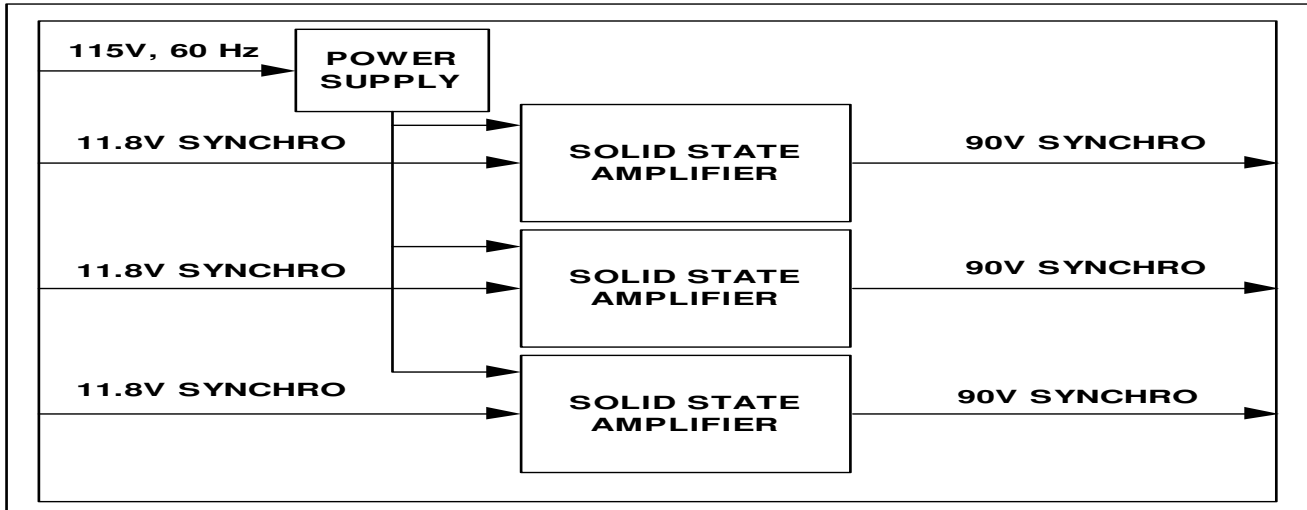 115V, 60 Hz
POWER
SUPPLY
11.8V SYNCHRO
SOLID STATE
AMPLIFIER
90V SYNCHRO
11.8V SYNCHRO
SOLID STATE
AMPLIFIER
90V SYNCHRO
11.8V SYNCHRO
SOLID STATE
AMPLIFIER
90V SYNCHRO